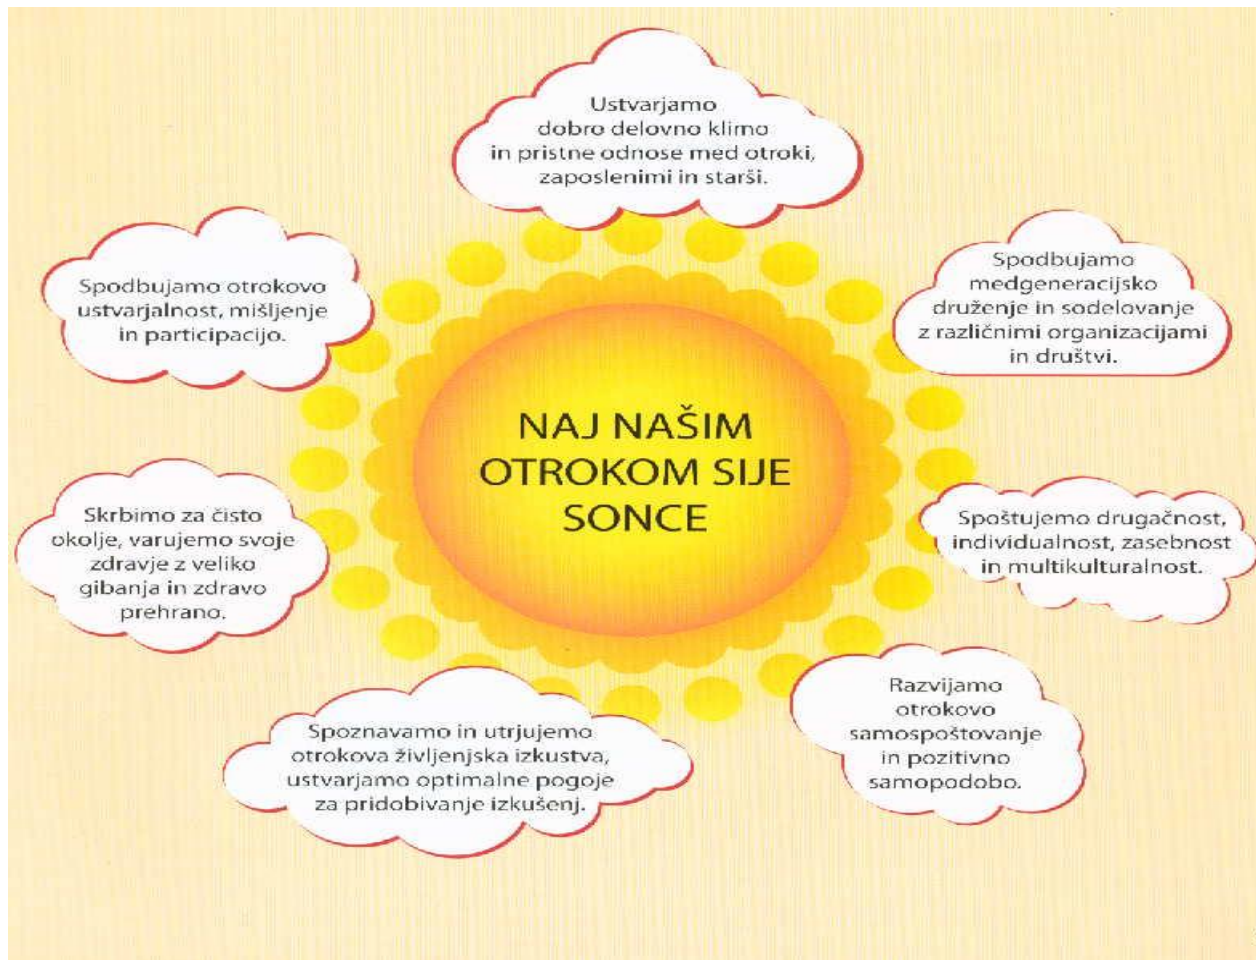 Ustvarjamo
dobro delovno klimo
in pristne odnose med otroki,
zaposlenimi in starši.
Spodbujamo
medgeneracijsko
druženje in sodelovanje
z različnimi organizacijami
in društvi.
Spoštujemo drugačnost,
individualnost, zasebnost
in multikulturalnost.
Razvijamo
otrokovo
samospoštovanje
in pozitivno
samopodobo.
Spoznavamo in utrjujemo
otrokova življenjska izkustva,
ustvarjamo optimalne pogoje
za pridobivanje izkušenj.
Skrbimo za čisto
okolje, varujemo svoje
zdravje z veliko
gibanja in zdravo
prehrano.
Spodbujamo otrokovo
ustvarjalnost, mišljenje
in participacijo.
NAJ NAŠIM
OTROKOM SIJE
SONCE